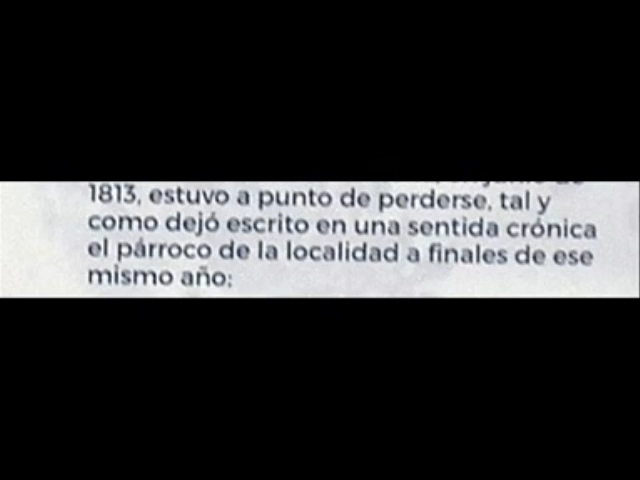 1813, estuvo a punto de perderse, tal y
como dejó escrito en una sentida crónica
el párroco de la localidad a finales de ese
mismo año: